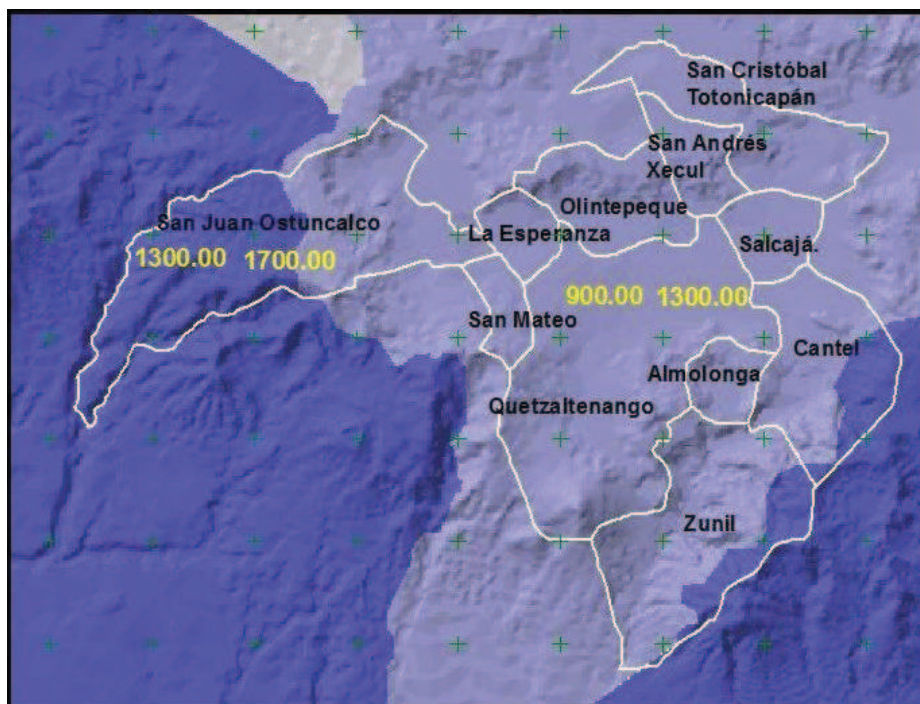 San Cristóbal
Totonicapán
San Andrés
Xecul
Olintepeque
San Juan Ostuncalco
La Esperanza
Salcajá.
1300.00 1700.00
900.00 1300.00
San Mateo
Cantel
Almolonga
Quetzaltenango
Zunil